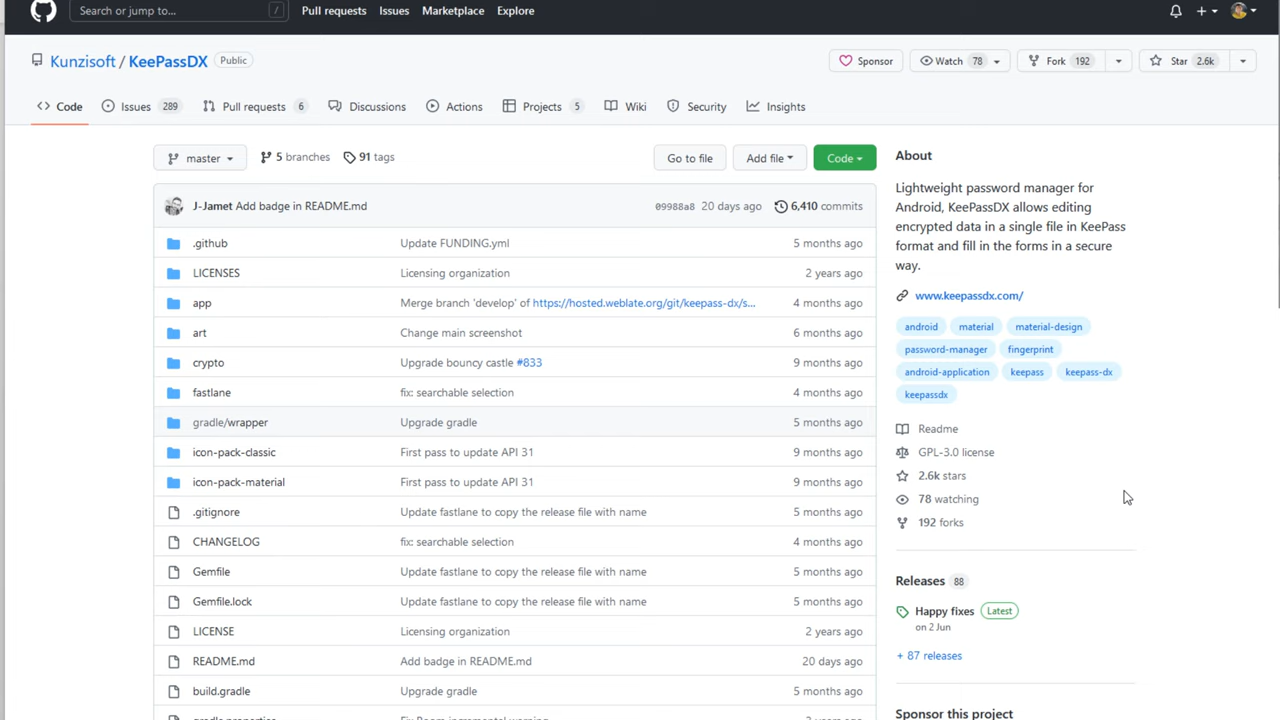 Search or jump to... /
Pull requests Issues Marketplace Explore
Kunzisoft / KeePassDX Public
Sponsor Watch 78 Fork 192 Star 2.6k
Code Issues 289 Pull requests 6 Discussions Actions Projects 5 Wiki Security Insights
master 5 branches 91 tags Go to file Add file Code
J-Jamet Add badge in README.md 09988a8 20 days ago 6,410 commits
.github Update FUNDING.yml 5 months ago
LICENSES Licensing organization 2 years ago
app Merge branch 'develop' of https://hosted.weblate.org/git/keepass-dx/s... 4 months ago
art Change main screenshot 6 months ago
crypto Upgrade bouncy castle #833 9 months ago
fastlane fix: searchable selection 4 months ago
gradle/wrapper Upgrade gradle 5 months ago
icon-pack-classic First pass to update API 31 9 months ago
icon-pack-material First pass to update API 31 9 months ago
.gitignore Update fastlane to copy the release file with name 5 months ago
CHANGELOG fix: searchable selection 4 months ago
Gemfile Update fastlane to copy the release file with name 5 months ago
Gemfile.lock Update fastlane to copy the release file with name 5 months ago
LICENSE Licensing organization 2 years ago
README.md Add badge in README.md 20 days ago
build.gradle Upgrade gradle 5 months ago
About
Lightweight password manager for
Android, KeePassDX allows editing
encrypted data in a single file in KeePass
format and fill in the forms in a secure
way.
www.keepassdx.com/
android material material-design
password-manager fingerprint
android-application keepass keepass-dx
keepassdx
Readme
GPL-3.0 license
2.6k stars
78 watching
192 forks
Releases 88
Happy fixes Latest
on 2 Jun
+ 87 releases
Sponsor this project